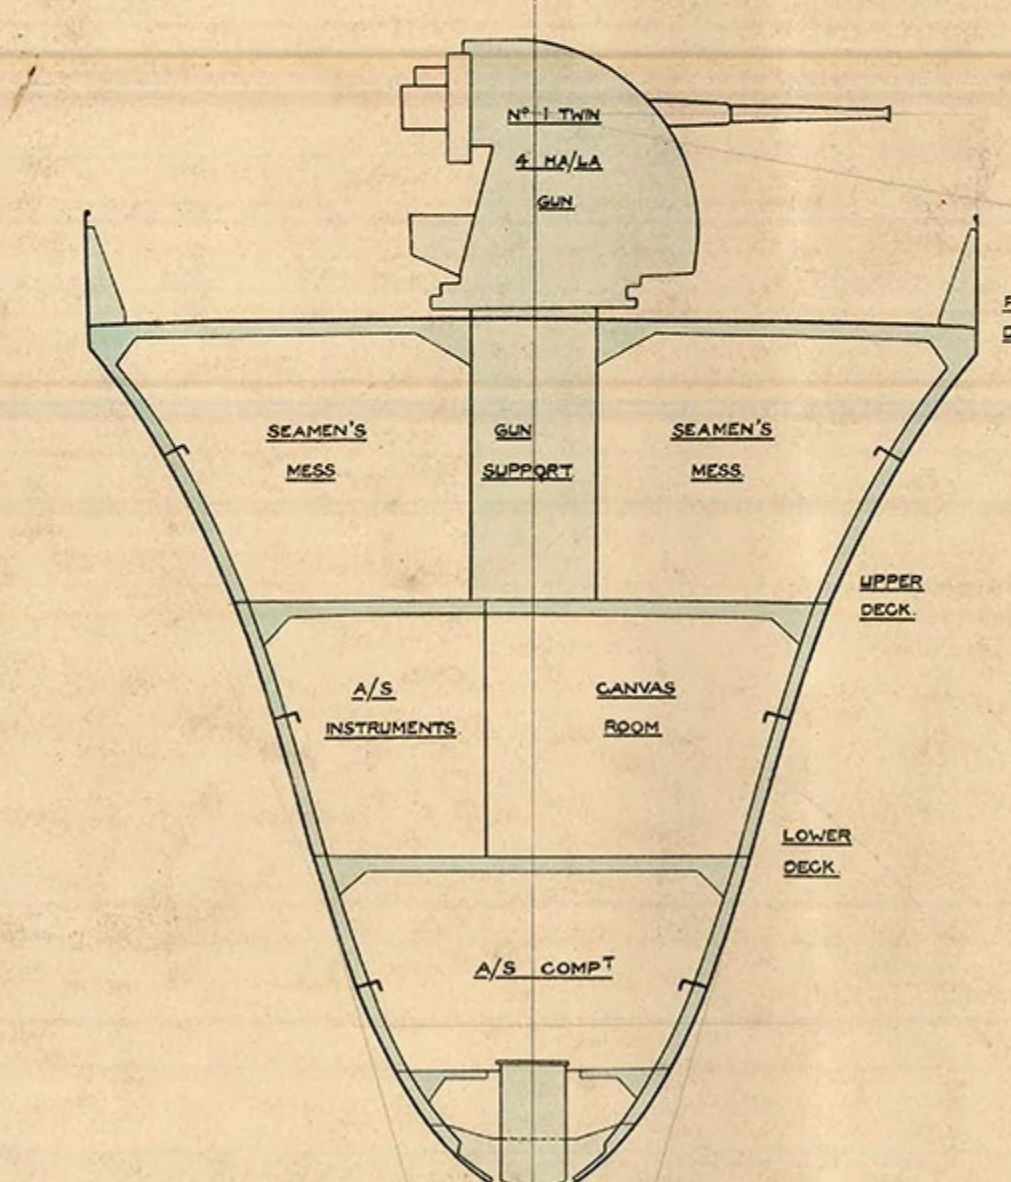 Nº 1 TWIN
4" HA/LA
GUN
SEAMEN'S
MESS
GUN
SUPPORT
SEAMEN'S
MESS
UPPER
DECK.
A/S
INSTRUMENTS
CANVAS
ROOM
LOWER
DECK.
A/S COMPᵀ